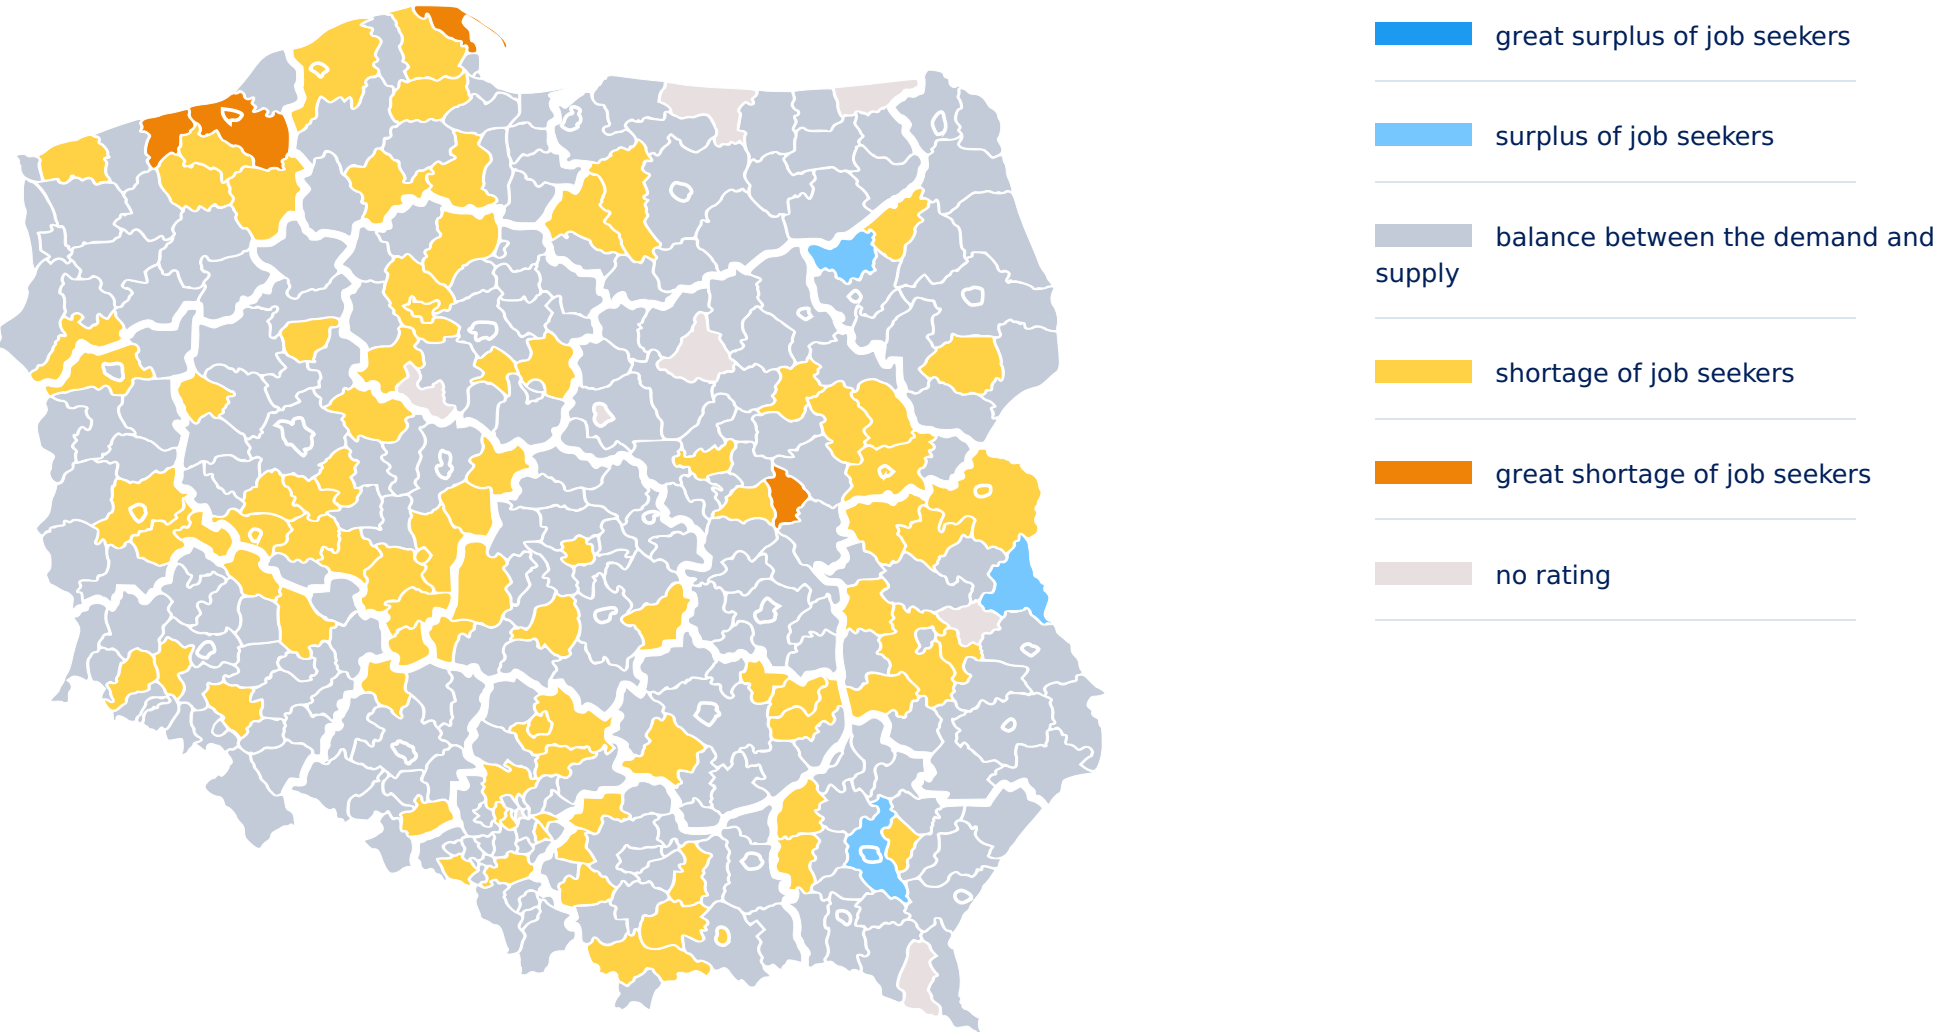 great surplus of job seekers
surplus of job seekers
balance between the demand and
supply
shortage of job seekers
great shortage of job seekers
no rating